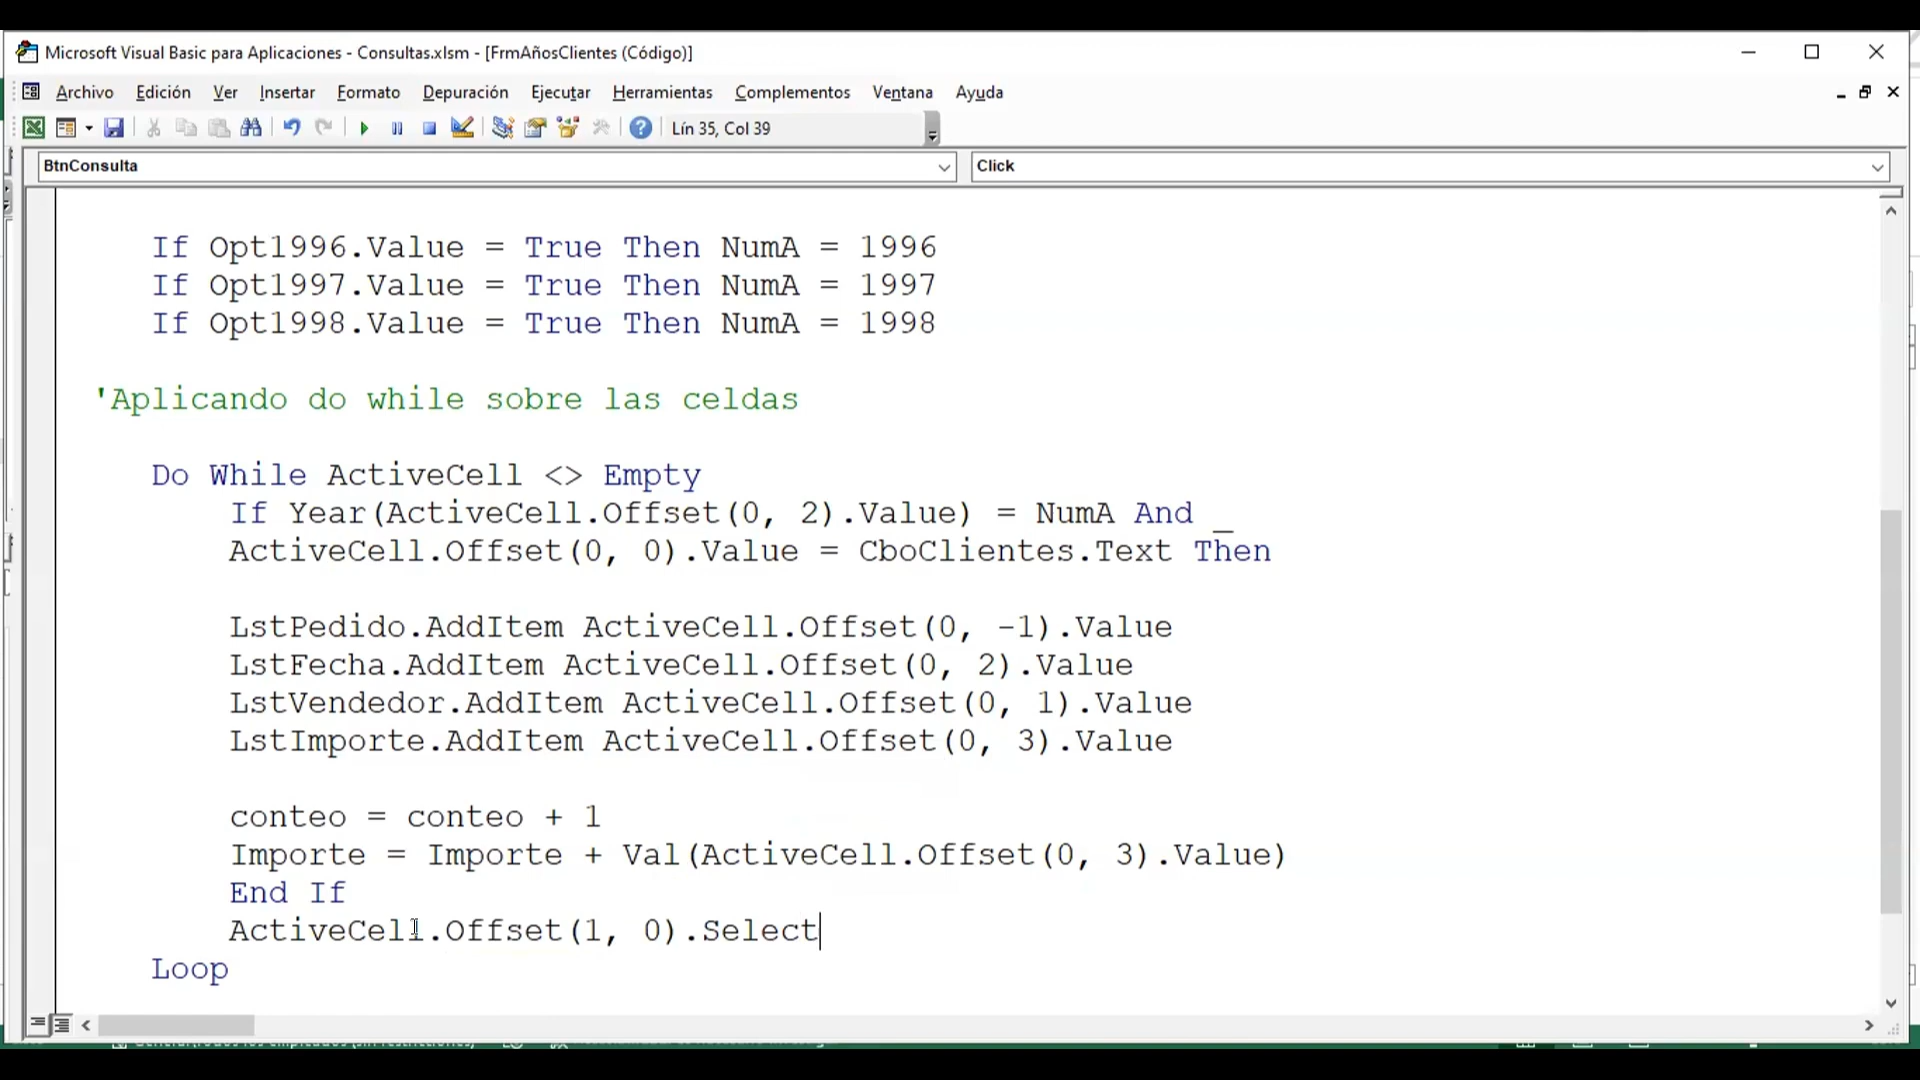 Microsoft Visual Basic para Aplicaciones - Consultas.xlsm - [FrmAñosClientes (Código)]
Archivo Edición Ver Insertar Formato Depuración Ejecutar Herramientas Complementos Ventana Ayuda
Lín 35, Col 39
BtnConsulta Click
If Opt1996.Value = True Then NumA = 1996
If Opt1997.Value = True Then NumA = 1997
If Opt1998.Value = True Then NumA = 1998
'Aplicando do while sobre las celdas
Do While ActiveCell <> Empty
If Year(ActiveCell.Offset(0, 2).Value) = NumA And _
ActiveCell.Offset(0, 0).Value = CboClientes.Text Then
LstPedido.AddItem ActiveCell.Offset(0, -1).Value
LstFecha.AddItem ActiveCell.Offset(0, 2).Value
LstVendedor.AddItem ActiveCell.Offset(0, 1).Value
LstImporte.AddItem ActiveCell.Offset(0, 3).Value
conteo = conteo + 1
Importe = Importe + Val(ActiveCell.Offset(0, 3).Value)
End If
ActiveCell.Offset(1, 0).Select
Loop